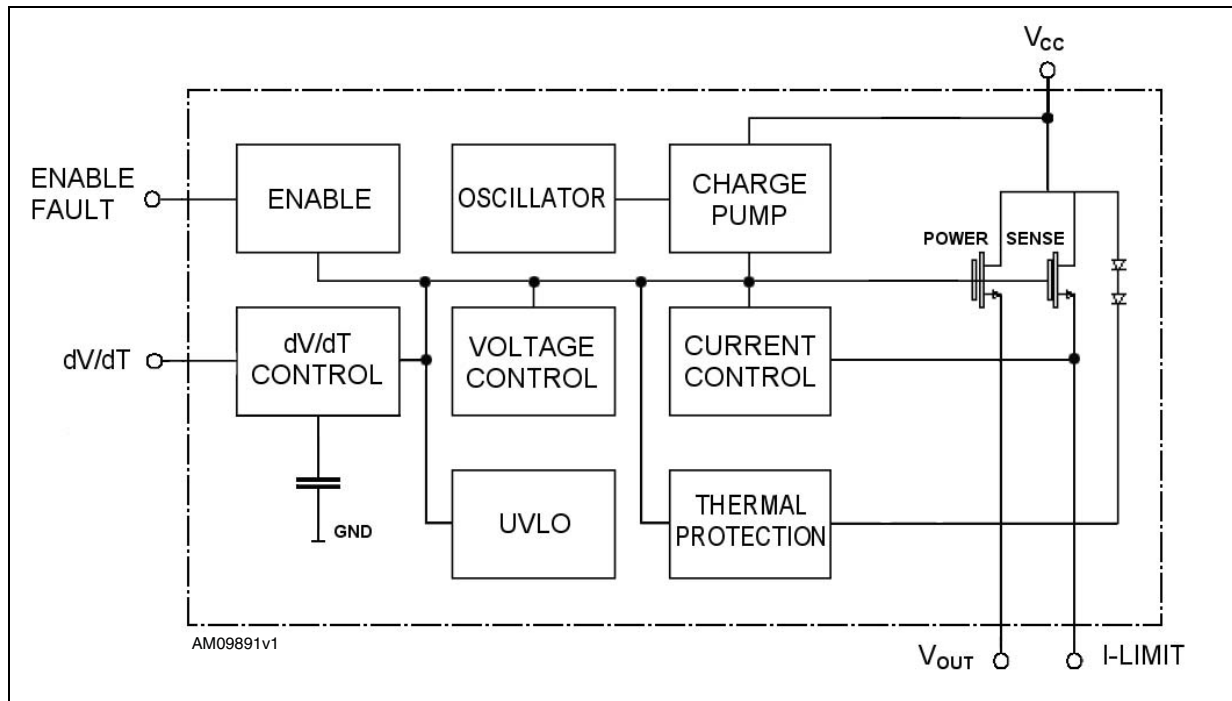 VCC
ENABLE
FAULT
ENABLE
OSCILLATOR
CHARGE
PUMP
POWER
SENSE
dV/dT
dV/dT
CONTROL
VOLTAGE
CONTROL
CURRENT
CONTROL
GND
UVLO
THERMAL
PROTECTION
AM09891v1
VOUT
I-LIMIT